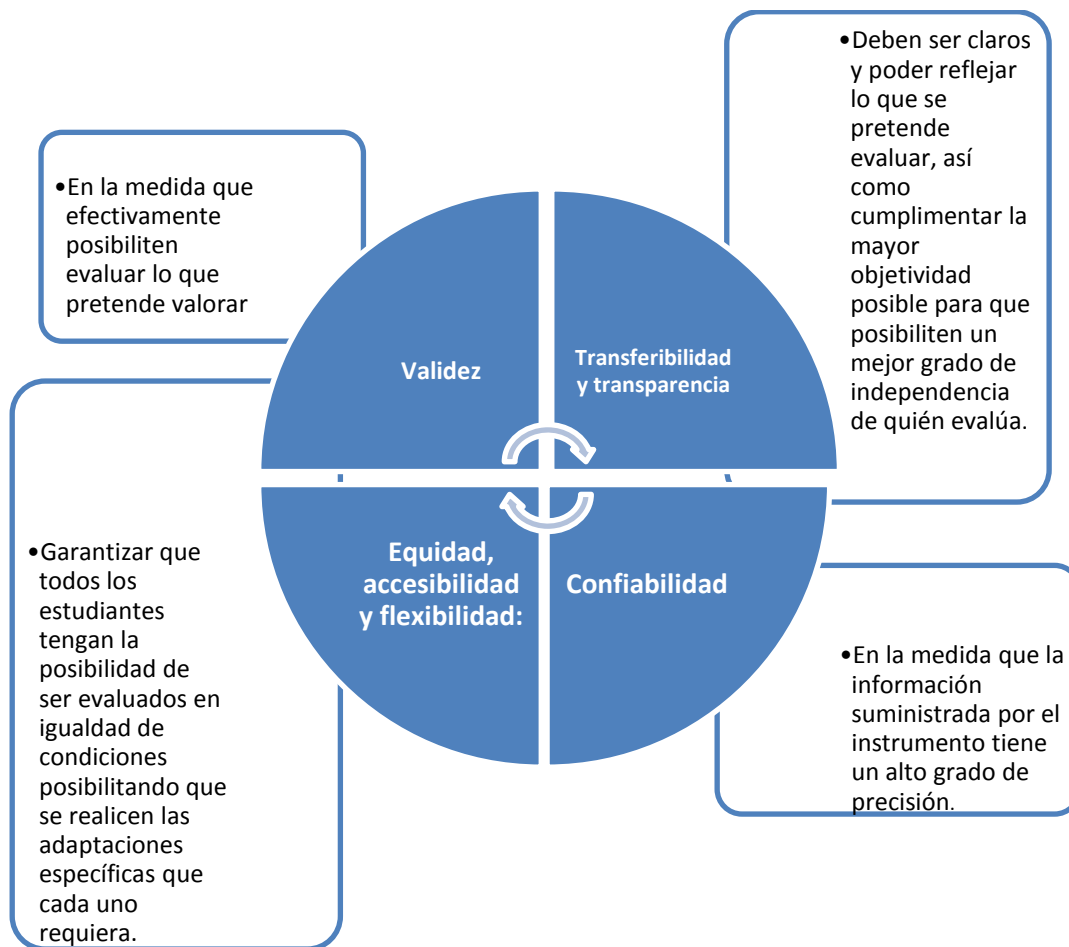 •En la medida que
efectivamente
posibiliten
evaluar lo que
pretende valorar
•Deben ser claros
y poder reflejar
lo que se
pretende
evaluar, así
como
cumplimentar la
mayor
objetividad
posible para que
posibiliten un
mejor grado de
independencia
de quién evalúa.
Validez
Transferibilidad
y transparencia
Equidad,
accesibilidad
y flexibilidad:
Confiabilidad
•Garantizar que
todos los
estudiantes
tengan la
posibilidad de
ser evaluados en
igualdad de
condiciones
posibilitando que
se realicen las
adaptaciones
específicas que
cada uno
requiera.
•En la medida que la
información
suministrada por el
instrumento tiene
un alto grado de
precisión.